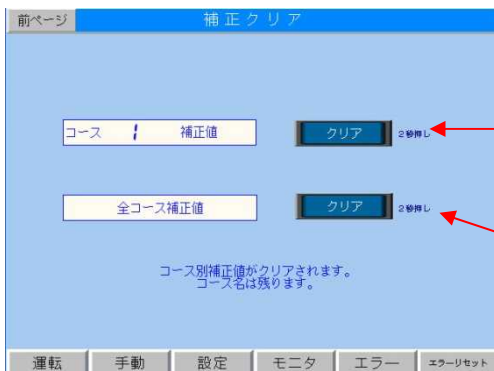 前ページ 補正クリア
コース 1 補正値 クリア 2秒押し
全コース補正値 クリア 2秒押し
コース別補正値がクリアされます。
コース名は残ります。
運転 手動 設定 モニタ エラー エラーリセット